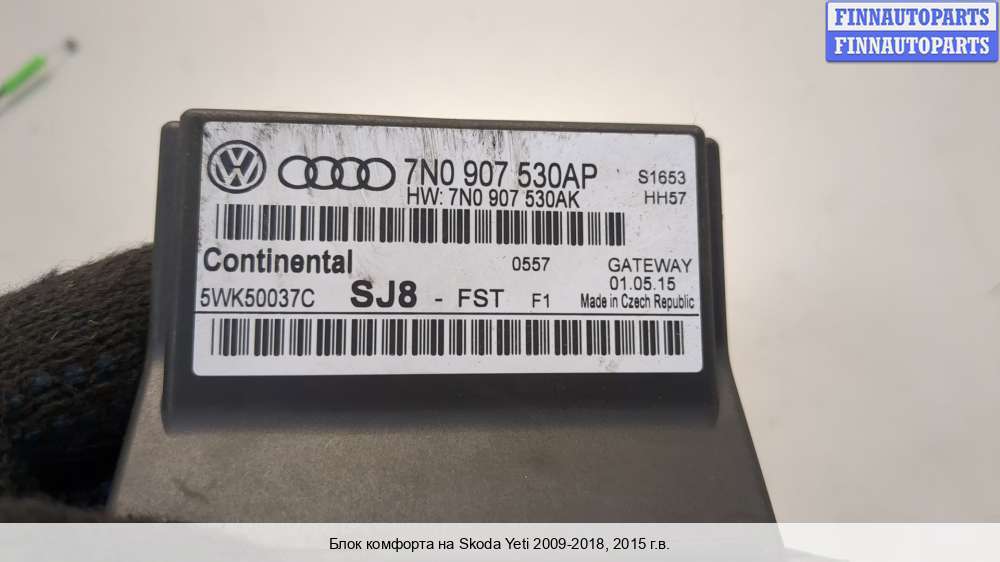 FINNAUTOPARTS
FINNAUTOPARTS
7N0 907 530AP S1653
HW: 7N0 907 530AK HH57
Continental 0557 GATEWAY
01.05.15
5WK50037C SJ8 - FST F1 Made in Czech Republic
Блок комфорта на Skoda Yeti 2009-2018, 2015 г.в.